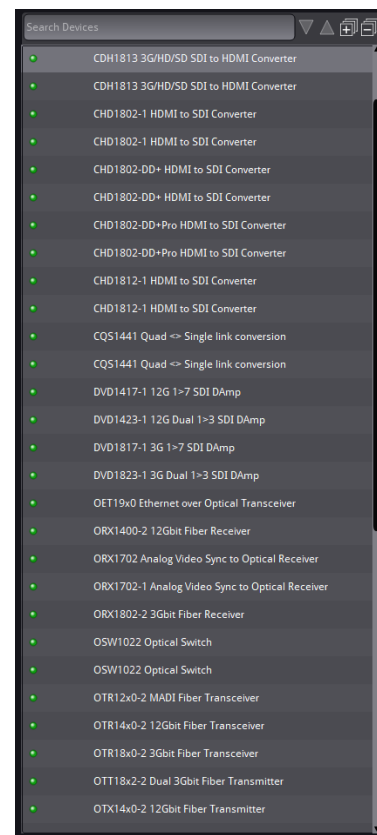 Search Devices
CDH1813 3G/HD/SD SDI to HDMI Converter
CDH1813 3G/HD/SD SDI to HDMI Converter
CHD1802-1 HDMI to SDI Converter
CHD1802-1 HDMI to SDI Converter
CHD1802-DD+ HDMI to SDI Converter
CHD1802-DD+ HDMI to SDI Converter
CHD1802-DD+Pro HDMI to SDI Converter
CHD1802-DD+Pro HDMI to SDI Converter
CHD1812-1 HDMI to SDI Converter
CHD1812-1 HDMI to SDI Converter
CQS1441 Quad <> Single link conversion
CQS1441 Quad <> Single link conversion
DVD1417-1 12G 1>7 SDI DAmp
DVD1423-1 12G Dual 1>3 SDI DAmp
DVD1817-1 3G 1>7 SDI DAmp
DVD1823-1 3G Dual 1>3 SDI DAmp
OET19x0 Ethernet over Optical Transceiver
ORX1400-2 12Gbit Fiber Receiver
ORX1702 Analog Video Sync to Optical Receiver
ORX1702-1 Analog Video Sync to Optical Receiver
ORX1802-2 3Gbit Fiber Receiver
OSW1022 Optical Switch
OSW1022 Optical Switch
OTR12x0-2 MADI Fiber Transceiver
OTR14x0-2 12Gbit Fiber Transceiver
OTR18x0-2 3Gbit Fiber Transceiver
OTT18x2-2 Dual 3Gbit Fiber Transmitter
OTX14x0-2 12Gbit Fiber Transmitter